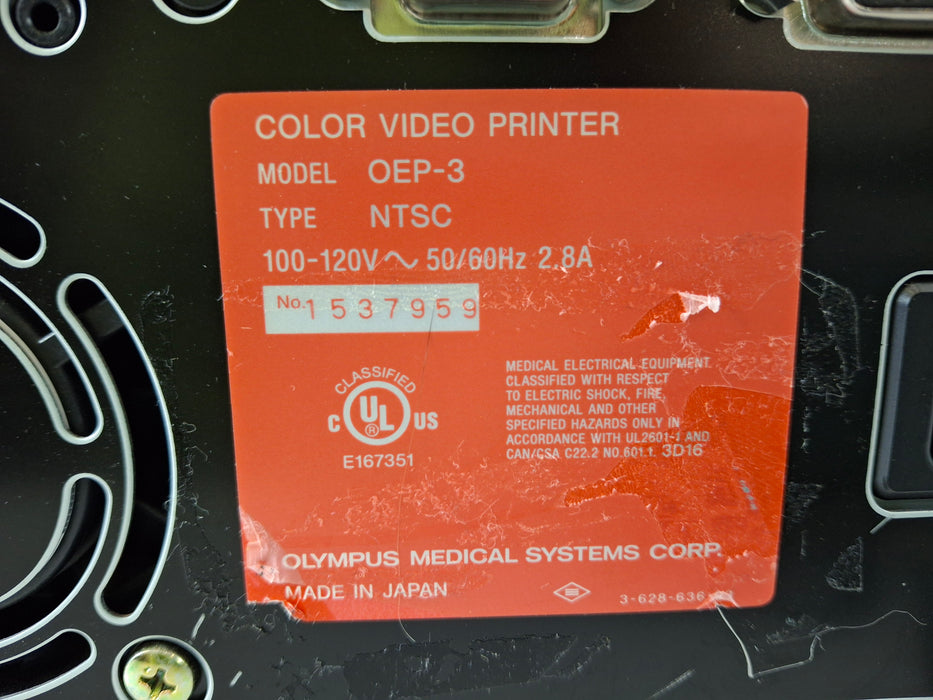 COLOR VIDEO PRINTER
MODEL OEP-3
TYPE NTSC
100-120V~ 50/60Hz 2.8A
No. 1537959
CLASSIFIED
C UL US
®
E167351
MEDICAL ELECTRICAL EQUIPMENT
CLASSIFIED WITH RESPECT
TO ELECTRIC SHOCK, FIRE,
MECHANICAL AND OTHER
SPECIFIED HAZARDS ONLY IN
ACCORDANCE WITH UL2601-1 AND
CAN/CSA C22.2 NO.601.1. 3D16
OLYMPUS MEDICAL SYSTEMS CORP.
MADE IN JAPAN
3-628-636-